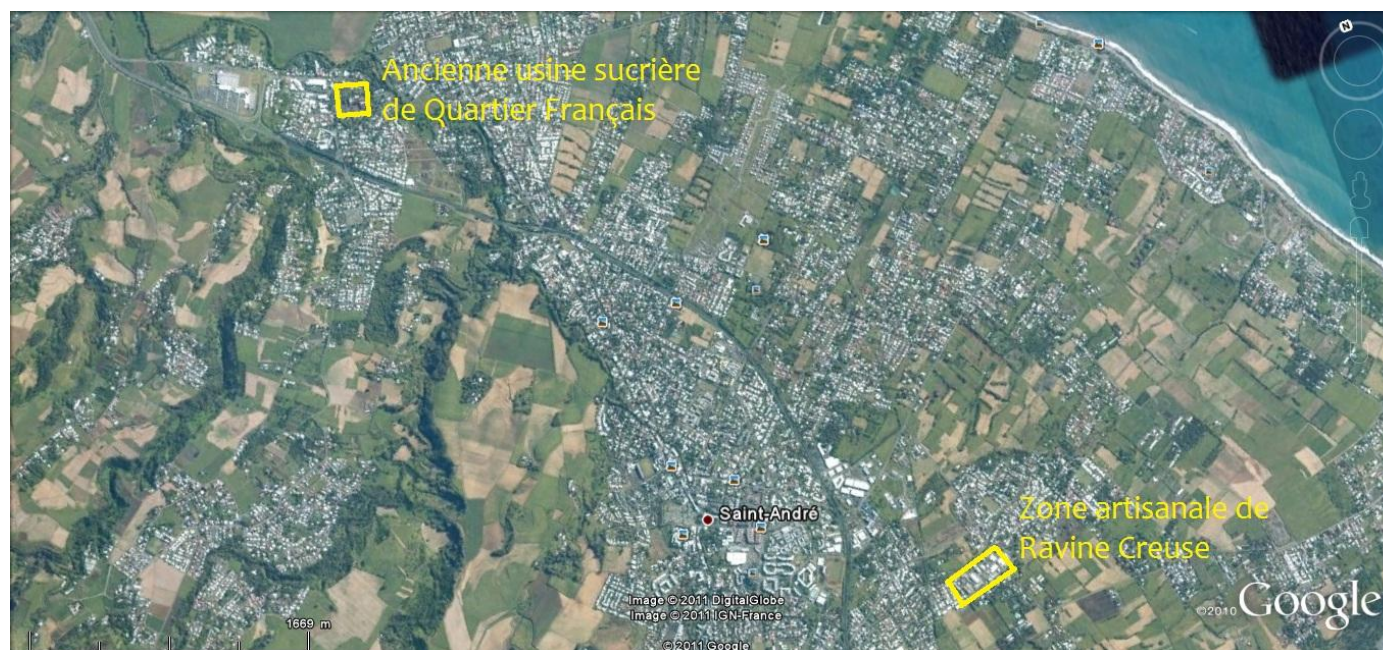 N
Ancienne usine sucrière
de Quartier Français
Saint-André
Zone artisanale de
Ravine Creuse
Image © 2011 DigitalGlobe
Image © 2011 IGN-France
© 2011 Google
©2010 Google
1669 m